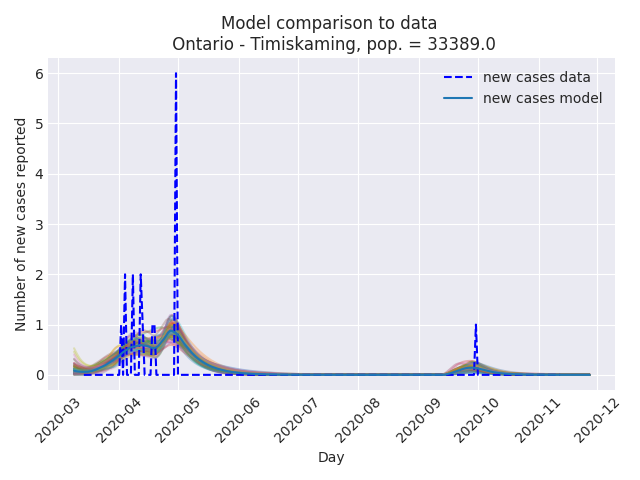 Model comparison to data
Ontario - Timiskaming, pop. = 33389.0
new cases data
new cases model
Number of new cases reported
6
5
4
3
2
1
0
2020-03
2020-04
2020-05
2020-06
2020-07
2020-08
2020-09
2020-10
2020-11
2020-12
Day